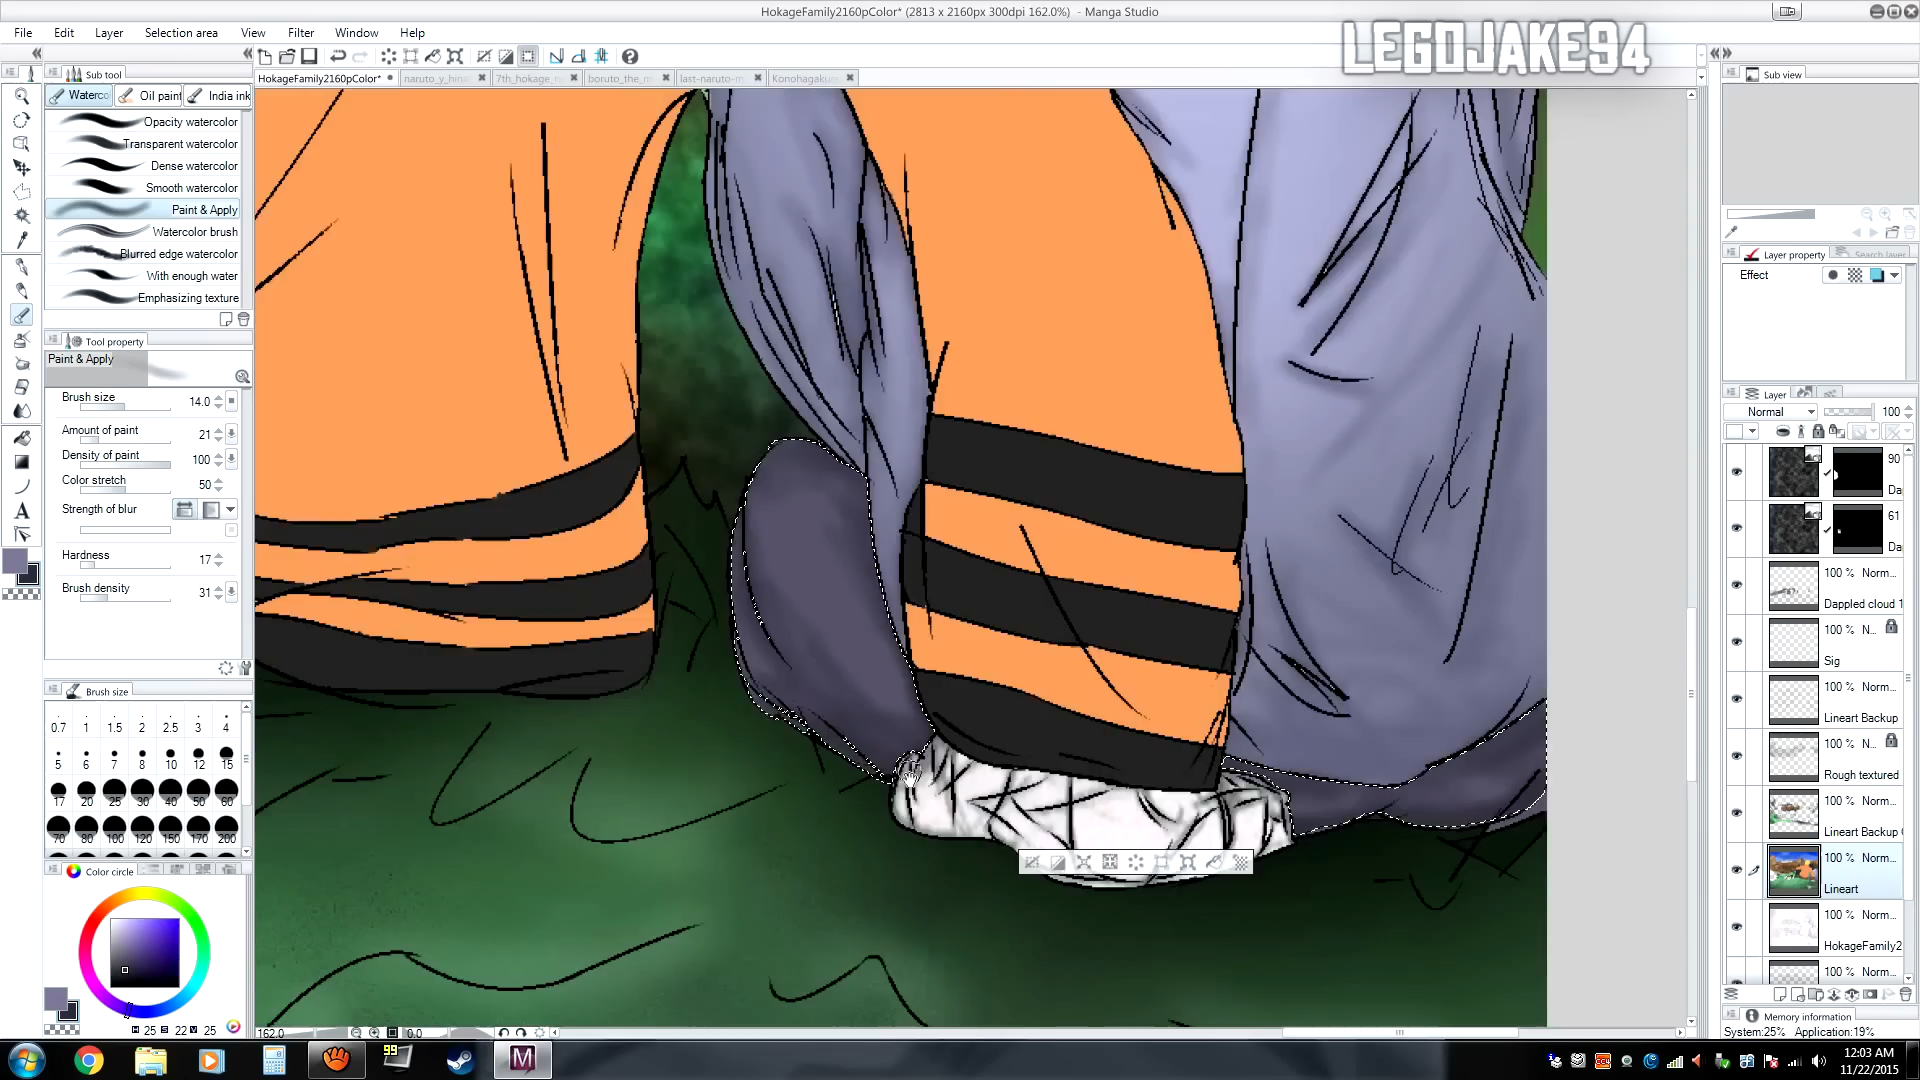 HokageFamily2160pColor* (2813 x 2160px 300dpi 162.0%) - Manga Studio
LEGOJAKE94
File Edit Layer Selection area View Filter Window Help
Sub tool
HokageFamily2160pColor* naruto_y_hina 7th_hokage_n boruto_the_m last-naruto-m Konohagakure
Sub view
Waterco Oil paint India ink
Opacity watercolor
Transparent watercolor
Dense watercolor
Smooth watercolor
Paint & Apply
Watercolor brush
Blurred edge watercolor
With enough water
Emphasizing texture
Tool property
Paint & Apply
Brush size 14.0
Amount of paint 21
Density of paint 100
Color stretch 50
Strength of blur
Hardness 17
Brush density 31
Brush size
0.7 1 2 2.5 3 4
5 6 7 8 10 12 15
17 20 25 30 40 50 60
70 80 100 120 150 170 200
Color circle
H 25 S 22 V 25
162.0 0.0
Layer property Search layer
Effect
Layer
Normal 100
90
Da
61
Da
100 % Norm...
Dappled cloud 1
100 % N...
Sig
100 % Norm...
Lineart Backup
100 % N...
Rough textured
100 % Norm...
Lineart Backup
100 % Norm...
Lineart
100 % Norm...
HokageFamily2
100 % Norm...
Memory information
System:25% Application:19%
99
12:03 AM
11/22/2015